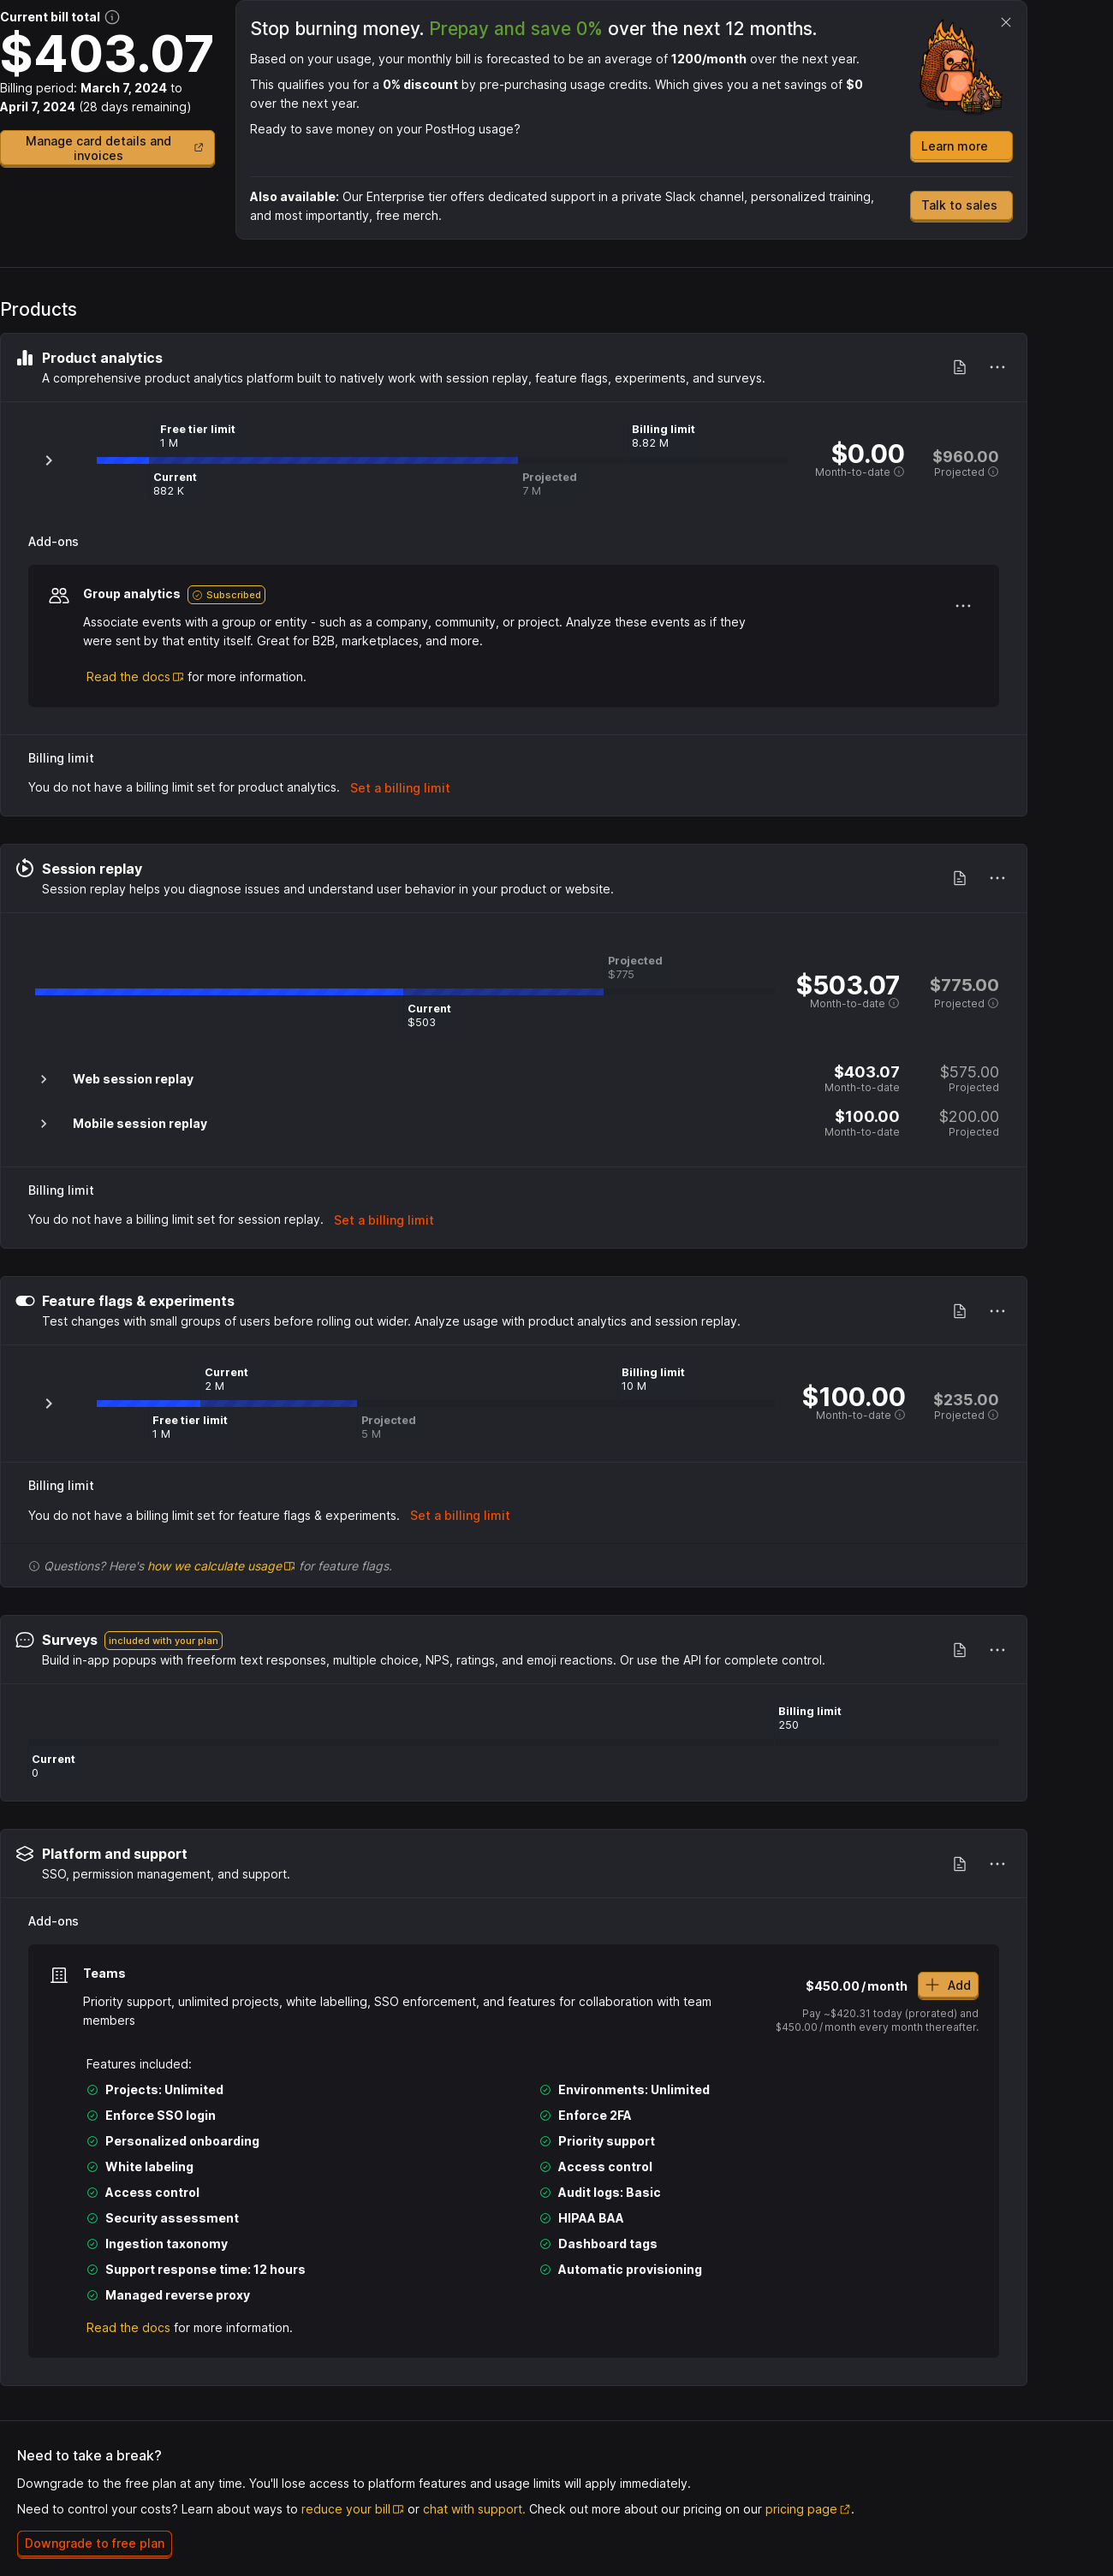 Current bill total
$403.07
Billing period: March 7, 2024 to
April 7, 2024 (28 days remaining)
Manage card details and
invoices
Stop burning money. Prepay and save 0% over the next 12 months.
Based on your usage, your monthly bill is forecasted to be an average of 1200/month over the next year.
This qualifies you for a 0% discount by pre-purchasing usage credits. Which gives you a net savings of $0
over the next year.
Ready to save money on your PostHog usage?
Learn more
Also available: Our Enterprise tier offers dedicated support in a private Slack channel, personalized training,
and most importantly, free merch.
Talk to sales
Products
Product analytics
A comprehensive product analytics platform built to natively work with session replay, feature flags, experiments, and surveys.
Free tier limit
1 M
Billing limit
8.82 M
Current
882 K
Projected
7 M
$0.00
Month-to-date
$960.00
Projected
Add-ons
Group analytics
Subscribed
Associate events with a group or entity - such as a company, community, or project. Analyze these events as if they
were sent by that entity itself. Great for B2B, marketplaces, and more.
Read the docs for more information.
Billing limit
You do not have a billing limit set for product analytics. Set a billing limit
Session replay
Session replay helps you diagnose issues and understand user behavior in your product or website.
Projected
$775
Current
$503
$503.07
Month-to-date
$775.00
Projected
Web session replay
$403.07
Month-to-date
$575.00
Projected
Mobile session replay
$100.00
Month-to-date
$200.00
Projected
Billing limit
You do not have a billing limit set for session replay. Set a billing limit
Feature flags & experiments
Test changes with small groups of users before rolling out wider. Analyze usage with product analytics and session replay.
Current
2 M
Billing limit
10 M
Free tier limit
1 M
Projected
5 M
$100.00
Month-to-date
$235.00
Projected
Billing limit
You do not have a billing limit set for feature flags & experiments. Set a billing limit
Questions? Here's how we calculate usage for feature flags.
Surveys
included with your plan
Build in-app popups with freeform text responses, multiple choice, NPS, ratings, and emoji reactions. Or use the API for complete control.
Billing limit
250
Current
0
Platform and support
SSO, permission management, and support.
Add-ons
Teams
Priority support, unlimited projects, white labelling, SSO enforcement, and features for collaboration with team
members
$450.00/month
Add
Pay ~$420.31 today (prorated) and
$450.00/month every month thereafter.
Features included:
Projects: Unlimited
Environments: Unlimited
Enforce SSO login
Enforce 2FA
Personalized onboarding
Priority support
White labeling
Access control
Access control
Audit logs: Basic
Security assessment
HIPAA BAA
Ingestion taxonomy
Dashboard tags
Support response time: 12 hours
Automatic provisioning
Managed reverse proxy
Read the docs for more information.
Need to take a break?
Downgrade to the free plan at any time. You'll lose access to platform features and usage limits will apply immediately.
Need to control your costs? Learn about ways to reduce your bill or chat with support. Check out more about our pricing on our pricing page.
Downgrade to free plan